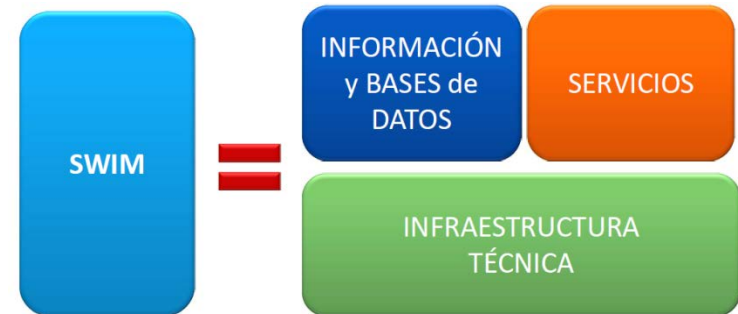 SWIM
INFORMACIÓN
y BASES de
DATOS
SERVICIOS
INFRAESTRUCTURA
TÉCNICA